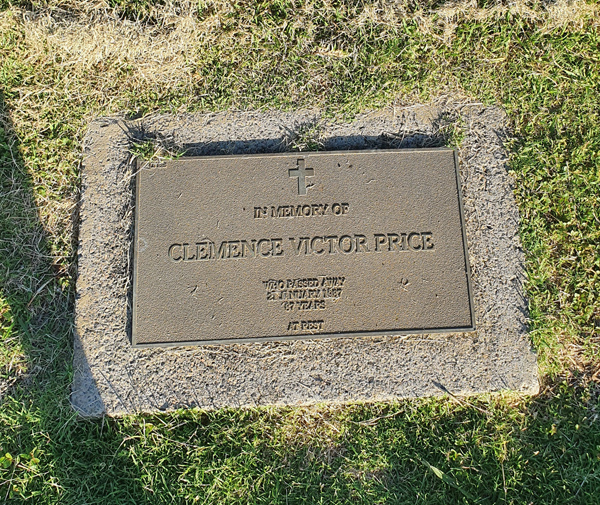 IN MEMORY OF
CLEMENCE VICTOR PRICE
WHO PASSED AWAY
JANUARY
YEARS
AT REST